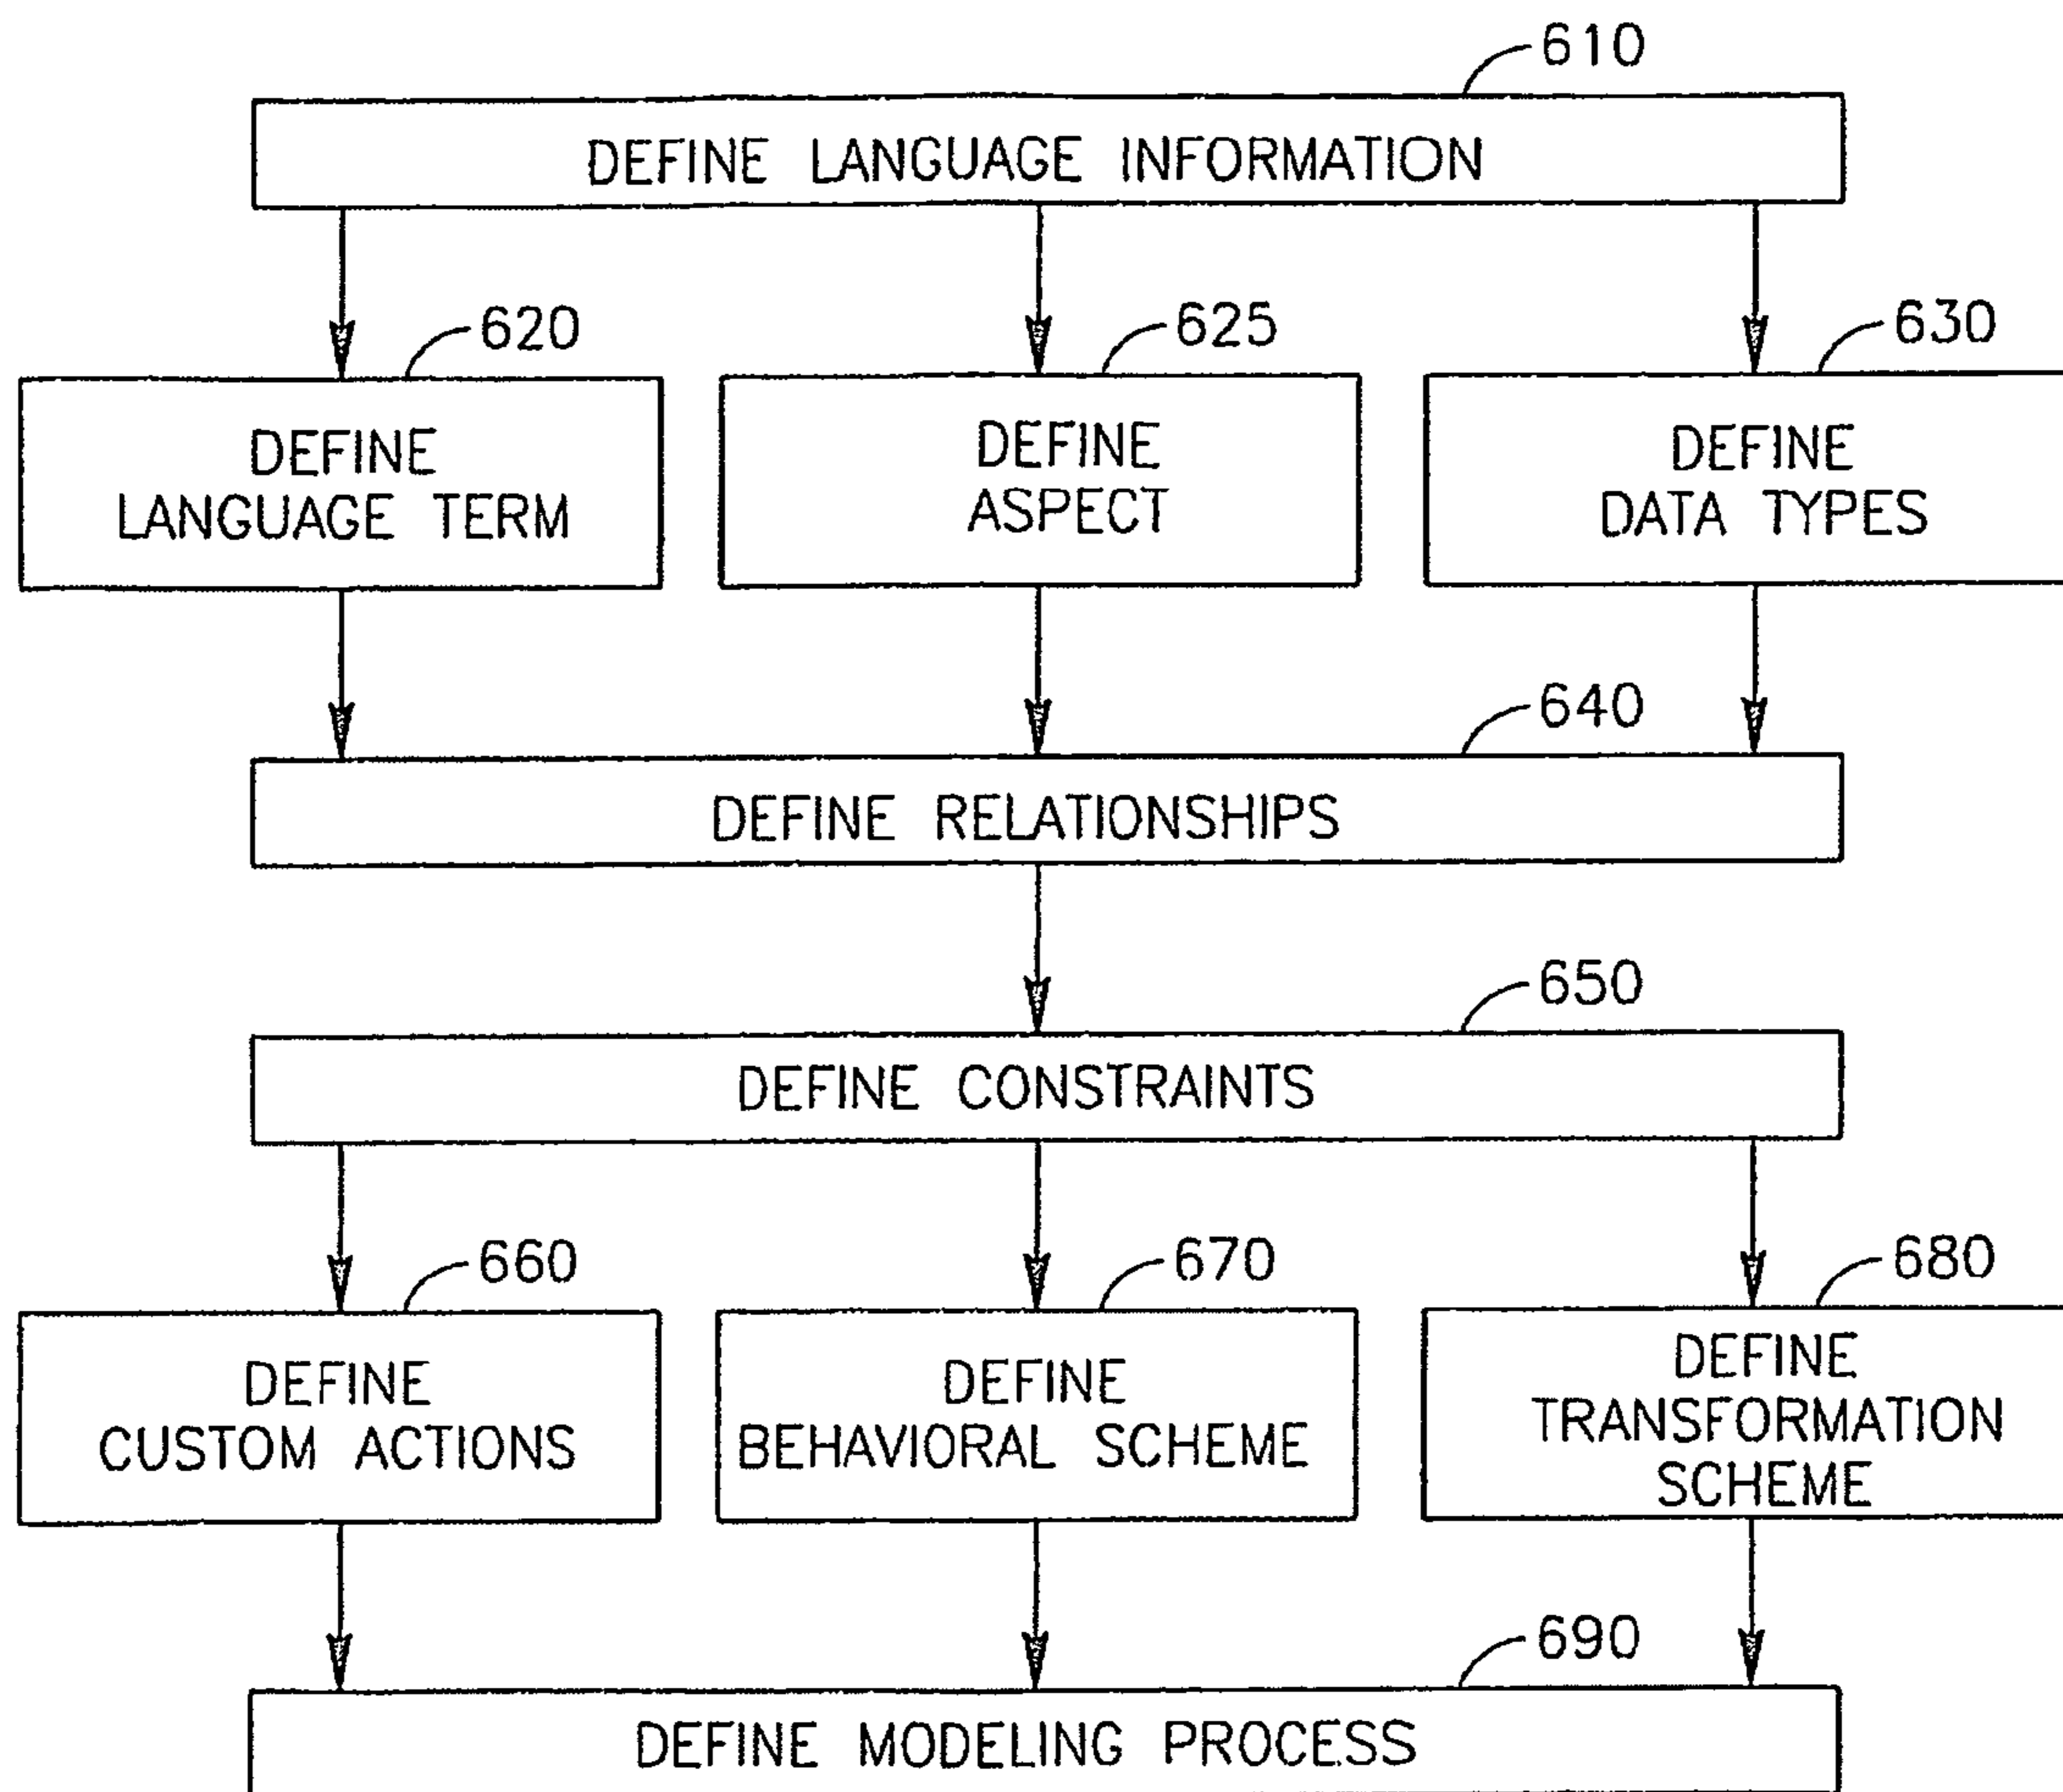 610
DEFINE LANGUAGE INFORMATION
620
625
630
DEFINE
LANGUAGE TERM
DEFINE
ASPECT
DEFINE
DATA TYPES
640
DEFINE RELATIONSHIPS
650
DEFINE CONSTRAINTS
660
670
680
DEFINE
CUSTOM ACTIONS
DEFINE
BEHAVIORAL SCHEME
DEFINE
TRANSFORMATION
SCHEME
690
DEFINE MODELING PROCESS